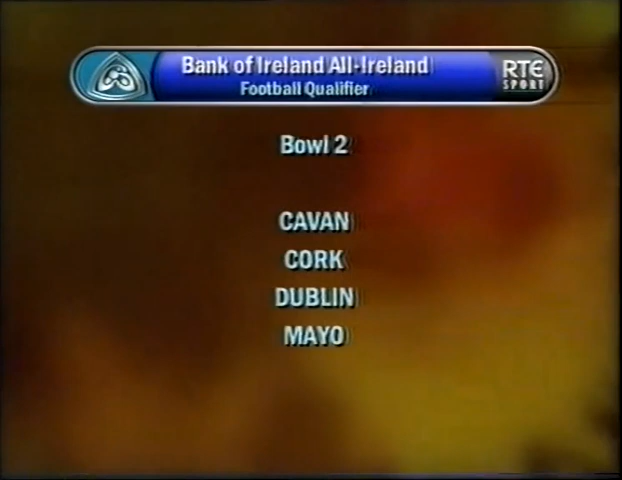 Bank of Ireland All-Ireland
Football Qualifier
RTE
SPORT
Bowl 2
CAVAN
CORK
DUBLIN
MAYO